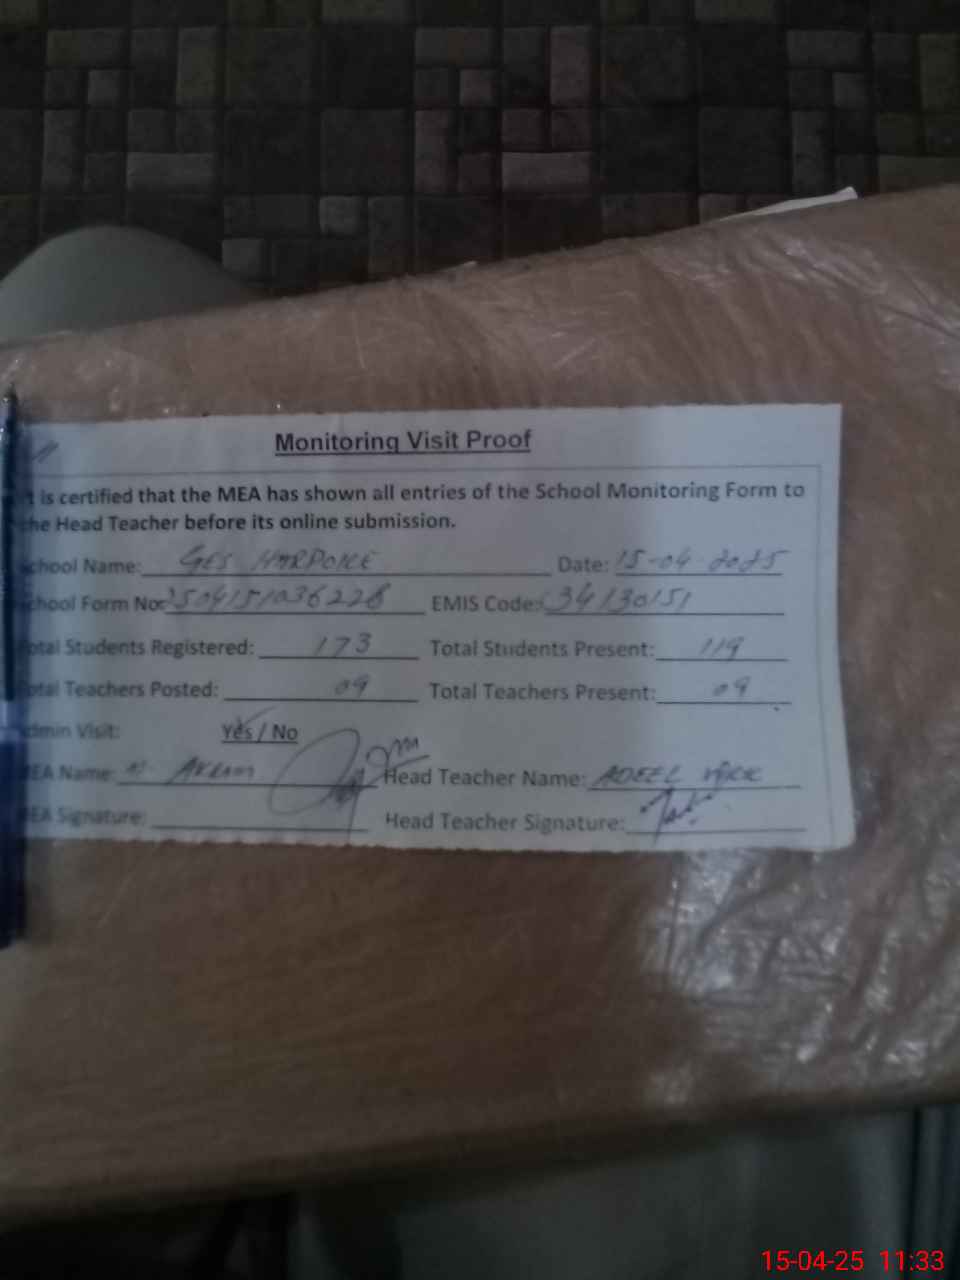 Monitoring Visit Proof
t is certified that the MEA has shown all entries of the School Monitoring Form to
the Head Teacher before its online submission.
chool Name: GES HARPOKE Date: 15-04-2025
chool Form No: 2504151036228 EMIS Code: 34130151
otal Students Registered: 173 Total Students Present: 119
otal Teachers Posted: 09 Total Teachers Present: 09
dmin Visit: Yes / No
EA Name: M. AKRAM Head Teacher Name: ADEEL
EA Signature: Head Teacher Signature:
15-04-25 11:33